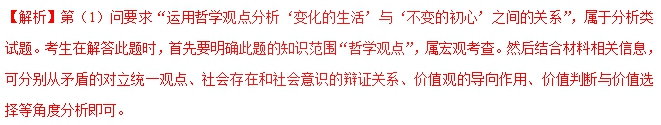 【解析】第（1）问要求“运用哲学观点分析‘变化的生活’与‘不变的初心’之间的关系”，属于分析类
试题。考生在解答此题时，首先要明确此题的知识范围“哲学观点”，属宏观考查。然后结合材料相关信息，
可分别从矛盾的对立统一观点、社会存在和社会意识的辩证关系、价值观的导向作用、价值判断与价值选
择等角度分析即可。